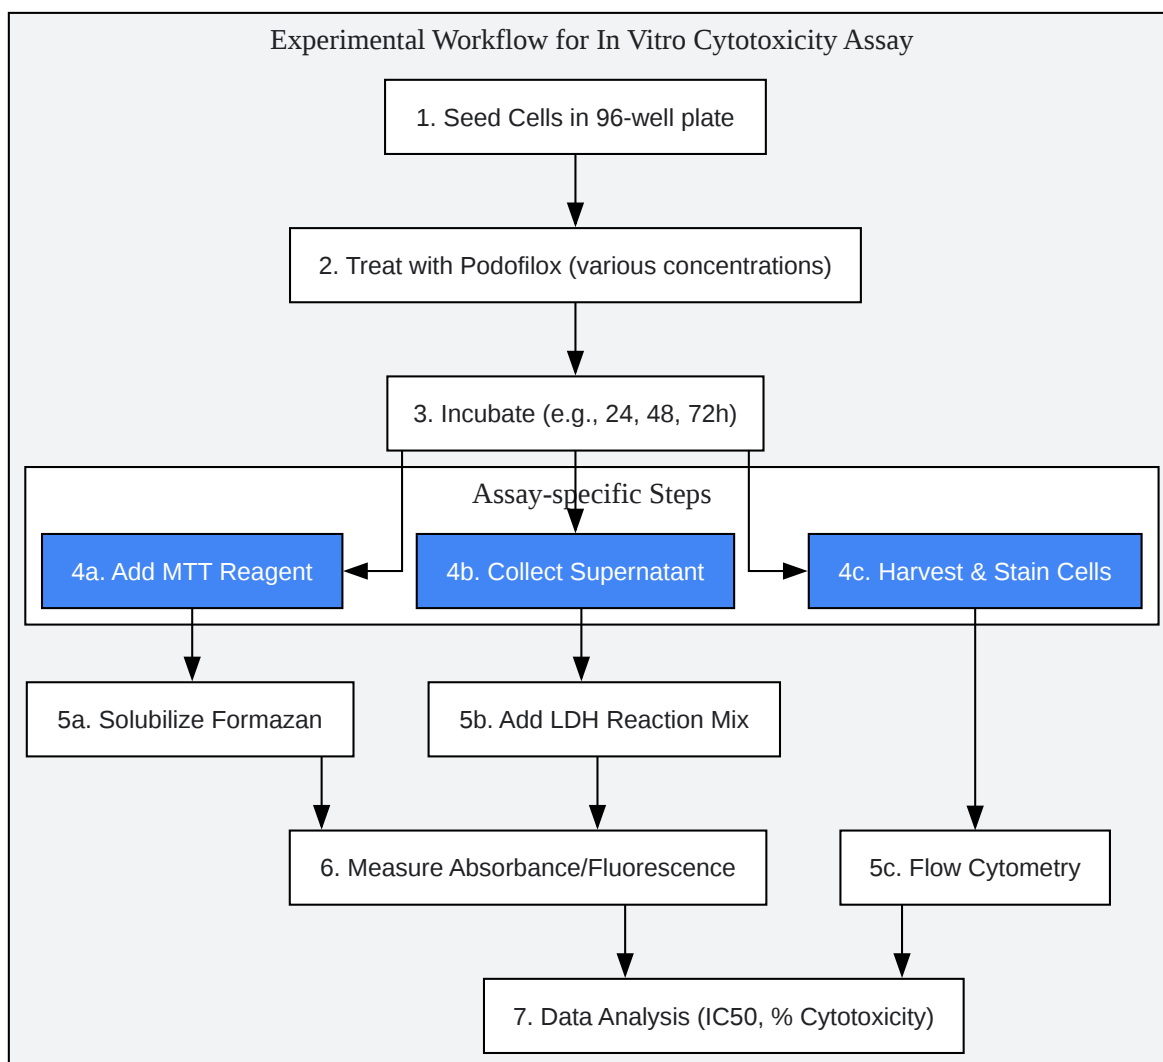 Experimental Workflow for In Vitro Cytotoxicity Assay
1. Seed Cells in 96-well plate
2. Treat with Podofilox (various concentrations)
3. Incubate (e.g., 24, 48, 72h)
Assay-specific Steps
4a. Add MTT Reagent
4b. Collect Supernatant
4c. Harvest & Stain Cells
5a. Solubilize Formazan
5b. Add LDH Reaction Mix
6. Measure Absorbance/Fluorescence
5c. Flow Cytometry
7. Data Analysis (IC50, % Cytotoxicity)